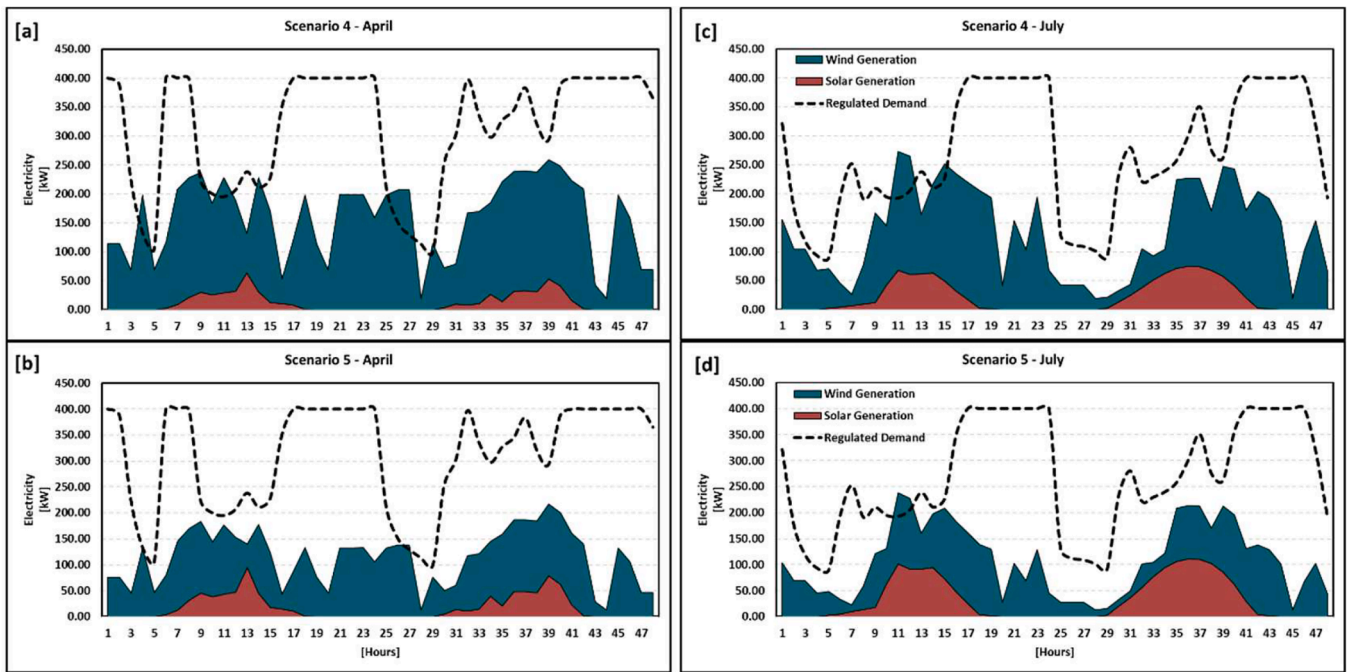 [a]
Scenario 4 - April
450.00
400.00
350.00
300.00
250.00
200.00
150.00
100.00
50.00
0.00
Electricity
[kW]
1 3 5 7 9 11 13 15 17 19 21 23 25 27 29 31 33 35 37 39 41 43 45 47
[c]
Scenario 4 - July
450.00
400.00
350.00
300.00
250.00
200.00
150.00
100.00
50.00
0.00
Electricity
[kW]
Wind Generation
Solar Generation
Regulated Demand
1 3 5 7 9 11 13 15 17 19 21 23 25 27 29 31 33 35 37 39 41 43 45 47
[b]
Scenario 5 - April
450.00
400.00
350.00
300.00
250.00
200.00
150.00
100.00
50.00
0.00
Electricity
[kW]
1 3 5 7 9 11 13 15 17 19 21 23 25 27 29 31 33 35 37 39 41 43 45 47
[Hours]
[d]
Scenario 5 - July
450.00
400.00
350.00
300.00
250.00
200.00
150.00
100.00
50.00
0.00
Electricity
[kW]
Wind Generation
Solar Generation
Regulated Demand
1 3 5 7 9 11 13 15 17 19 21 23 25 27 29 31 33 35 37 39 41 43 45 47
[Hours]